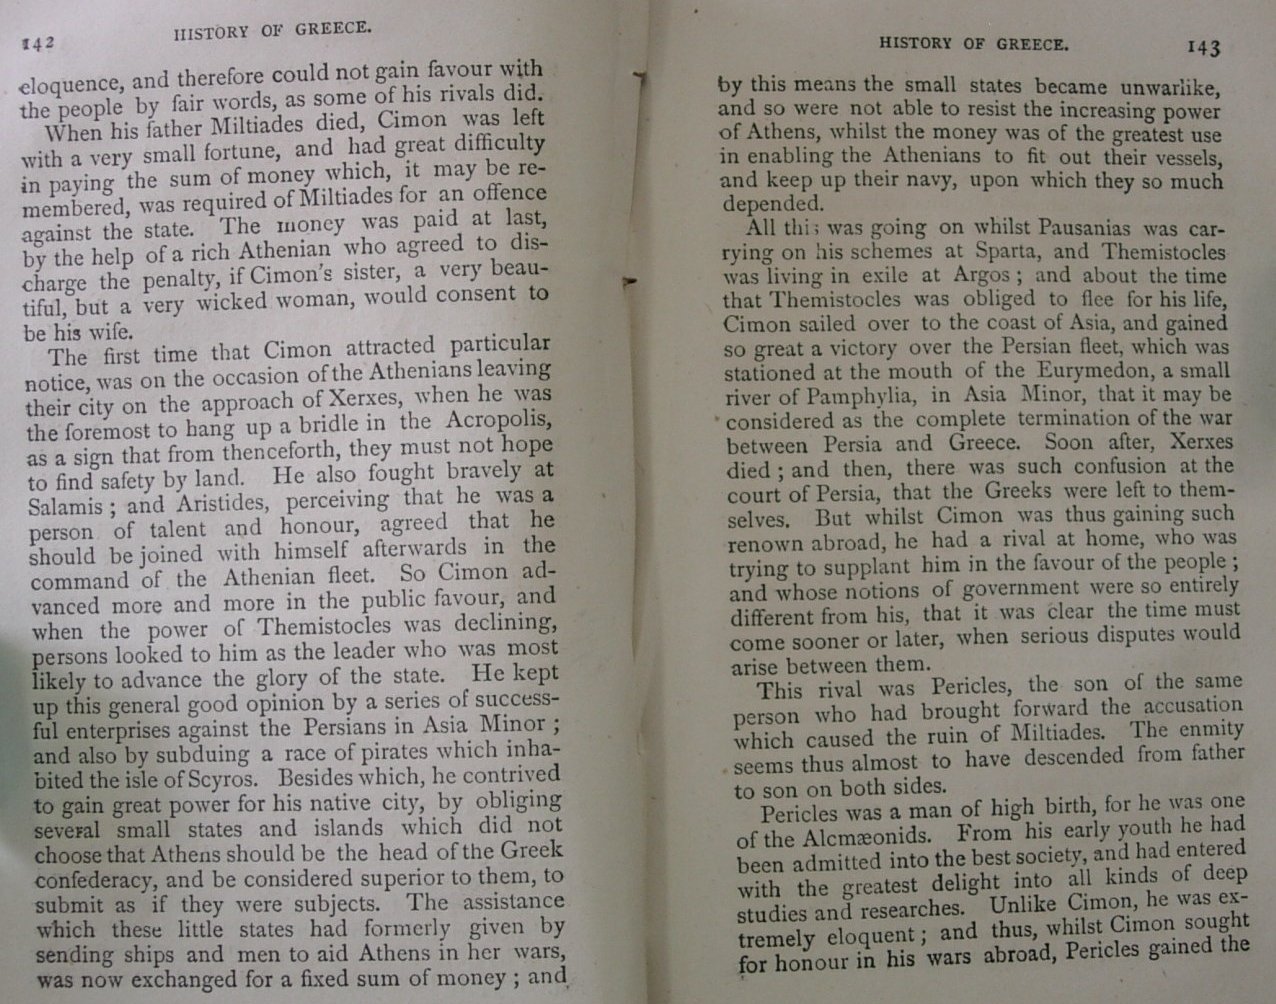 142
HISTORY OF GREECE.
eloquence, and therefore could not gain favour with
the people by fair words, as some of his rivals did.
When his father Miltiades died, Cimon was left
with a very small fortune, and had great difficulty
in paying the sum of money which, it may be re-
membered, was required of Miltiades for an offence
against the state. The money was paid at last,
by the help of a rich Athenian who agreed to dis-
charge the penalty, if Cimon's sister, a very beau-
tiful, but a very wicked woman, would consent to
be his wife.
The first time that Cimon attracted particular
notice, was on the occasion of the Athenians leaving
their city on the approach of Xerxes, when he was
the foremost to hang up a bridle in the Acropolis,
as a sign that from thenceforth, they must not hope
to find safety by land. He also fought bravely at
Salamis; and Aristides, perceiving that he was a
person of talent and honour, agreed that he
should be joined with himself afterwards in the
command of the Athenian fleet. So Cimon ad-
vanced more and more in the public favour, and
when the power of Themistocles was declining,
persons looked to him as the leader who was most
likely to advance the glory of the state. He kept
up this general good opinion by a series of success-
ful enterprises against the Persians in Asia Minor;
and also by subduing a race of pirates which inha-
bited the isle of Scyros. Besides which, he contrived
to gain great power for his native city, by obliging
several small states and islands which did not
choose that Athens should be the head of the Greek
confederacy, and be considered superior to them, to
submit as if they were subjects. The assistance
which these little states had formerly given by
sending ships and men to aid Athens in her wars,
was now exchanged for a fixed sum of money; and
HISTORY OF GREECE.
143
by this means the small states became unwarlike,
and so were not able to resist the increasing power
of Athens, whilst the money was of the greatest use
in enabling the Athenians to fit out their vessels,
and keep up their navy, upon which they so much
depended.
All this was going on whilst Pausanias was car-
rying on his schemes at Sparta, and Themistocles
was living in exile at Argos; and about the time
that Themistocles was obliged to flee for his life,
Cimon sailed over to the coast of Asia, and gained
so great a victory over the Persian fleet, which was
stationed at the mouth of the Eurymedon, a small
river of Pamphylia, in Asia Minor, that it may be
considered as the complete termination of the war
between Persia and Greece. Soon after, Xerxes
died; and then, there was such confusion at the
court of Persia, that the Greeks were left to them-
selves. But whilst Cimon was thus gaining such
renown abroad, he had a rival at home, who was
trying to supplant him in the favour of the people;
and whose notions of government were so entirely
different from his, that it was clear the time must
come sooner or later, when serious disputes would
arise between them.
This rival was Pericles, the son of the same
person who had brought forward the accusation
which caused the ruin of Miltiades. The enmity
seems thus almost to have descended from father
to son on both sides.
Pericles was a man of high birth, for he was one
of the Alcmæonids. From his early youth he had
been admitted into the best society, and had entered
with the greatest delight into all kinds of deep
studies and researches. Unlike Cimon, he was ex-
tremely eloquent; and thus, whilst Cimon sought
for honour in his wars abroad, Pericles gained the